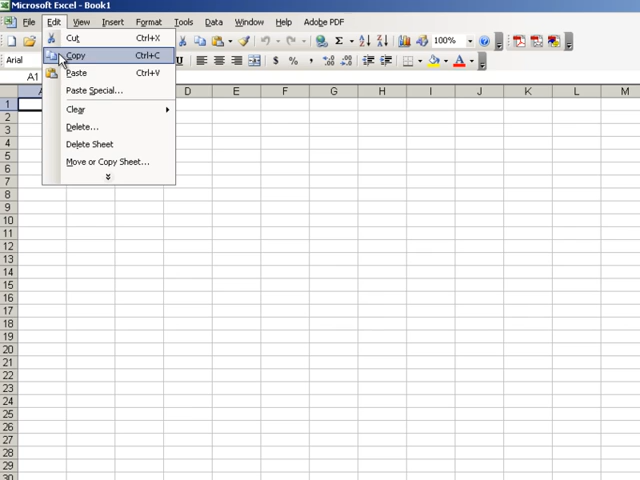 Microsoft Excel - Book1
File Edit View Insert Format Tools Data Window Help Adobe PDF
100%
Arial U $ % ,
A1
Cut Ctrl+X
Copy Ctrl+C
Paste Ctrl+V
Paste Special...
Clear
Delete...
Delete Sheet
Move or Copy Sheet...
A D E F G H I J K L M
1
2
3
4
5
6
7
8
9
10
11
12
13
14
15
16
17
18
19
20
21
22
23
24
25
26
27
28
29
30